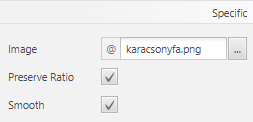 Specific
Image @ karacsonyfa.png ...
Preserve Ratio
Smooth